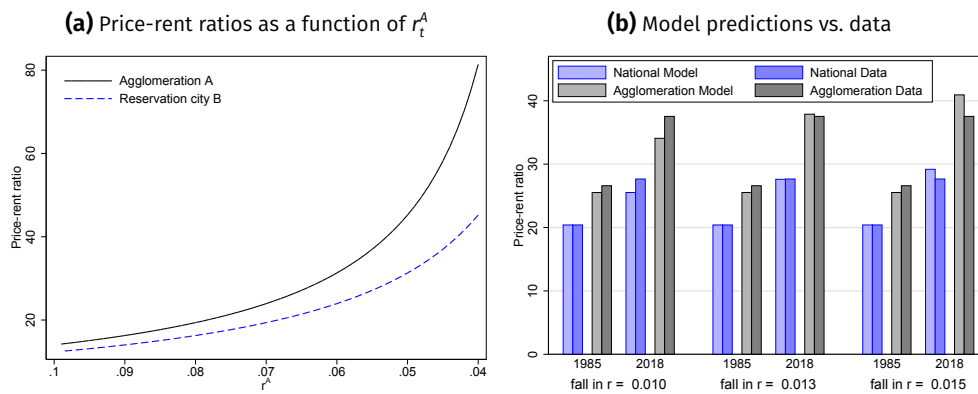 (a) Price-rent ratios as a function of r_t^A
Price-rent ratio
80
60
40
20
Agglomeration A
Reservation city B
.1 .09 .08 .07 .06 .05 .04
r^A
(b) Model predictions vs. data
National Model National Data
Agglomeration Model Agglomeration Data
Price-rent ratio
40
30
20
10
0
1985 2018 1985 2018 1985 2018
fall in r = 0.010 fall in r = 0.013 fall in r = 0.015